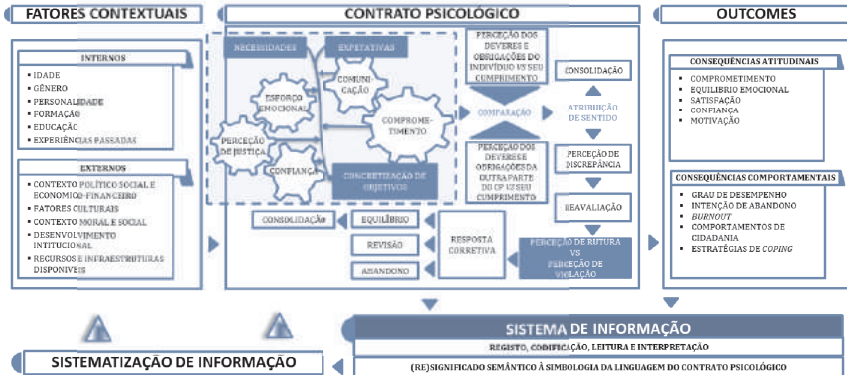 FATORES CONTEXTUAIS
INTERNOS
▪ IDADE
▪ GÉNERO
▪ PERSONALIDADE
▪ FORMAÇÃO
▪ EDUCAÇÃO
▪ EXPERIÊNCIAS PASSADAS
EXTERNOS
▪ CONTEXTO POLÍTICO SOCIAL E
ECONOMICO-FINANCEIRO
▪ FATORES CULTURAIS
▪ CONTEXTO MORAL E SOCIAL
▪ DESENVOLVIMENTO
INTITUCIONAL
▪ RECURSOS E INFRAESTRUTURAS
DISPONIVEIS
CONTRATO PSICOLÓGICO
NECESSIDADES
EXPETATIVAS
COMUNI-
CAÇÃO
ESFORÇO
EMOCIONAL
COMPROME-
TIMENTO
PERCEÇÃO
DE JUSTIÇA
CONFIANÇA
CONCRETIZAÇÃO DE
OBJETIVOS
PERCEÇÃO DOS
DEVERES E
OBRIGAÇÕES DO
INDIVÍDUO VS SEU
CUMPRIMENTO
COMPARAÇÃO
PERCEÇÃO DOS
DEVERES E
OBRIGAÇÕES DA
OUTRA PARTE
DO CP VS SEU
CUMPRIMENTO
CONSOLIDAÇÃO
ATRIBUIÇÃO
DE SENTIDO
PERCEÇÃO DE
DISCREPÂNCIA
REAVALIAÇÃO
PERCEÇÃO DE RUTURA
VS
PERCEÇÃO DE
VIOLAÇÃO
RESPOSTA
CORRETIVA
EQUILÍBRIO
REVISÃO
ABANDONO
CONSOLIDAÇÃO
OUTCOMES
CONSEQUÊNCIAS ATITUDINAIS
▪ COMPROMETIMENTO
▪ EQUILIBRIO EMOCIONAL
▪ SATISFAÇÃO
▪ CONFIANÇA
▪ MOTIVAÇÃO
CONSEQUÊNCIAS COMPORTAMENTAIS
▪ GRAU DE DESEMPENHO
▪ INTENÇÃO DE ABANDONO
▪ BURNOUT
▪ COMPORTAMENTOS DE
CIDADANIA
▪ ESTRATÉGIAS DE COPING
SISTEMA DE INFORMAÇÃO
REGISTO, CODIFICAÇÃO, LEITURA E INTERPRETAÇÃO
(RE)SIGNIFICADO SEMÂNTICO À SIMBOLOGIA DA LINGUAGEM DO CONTRATO PSICOLÓGICO
SISTEMATIZAÇÃO DE INFORMAÇÃO